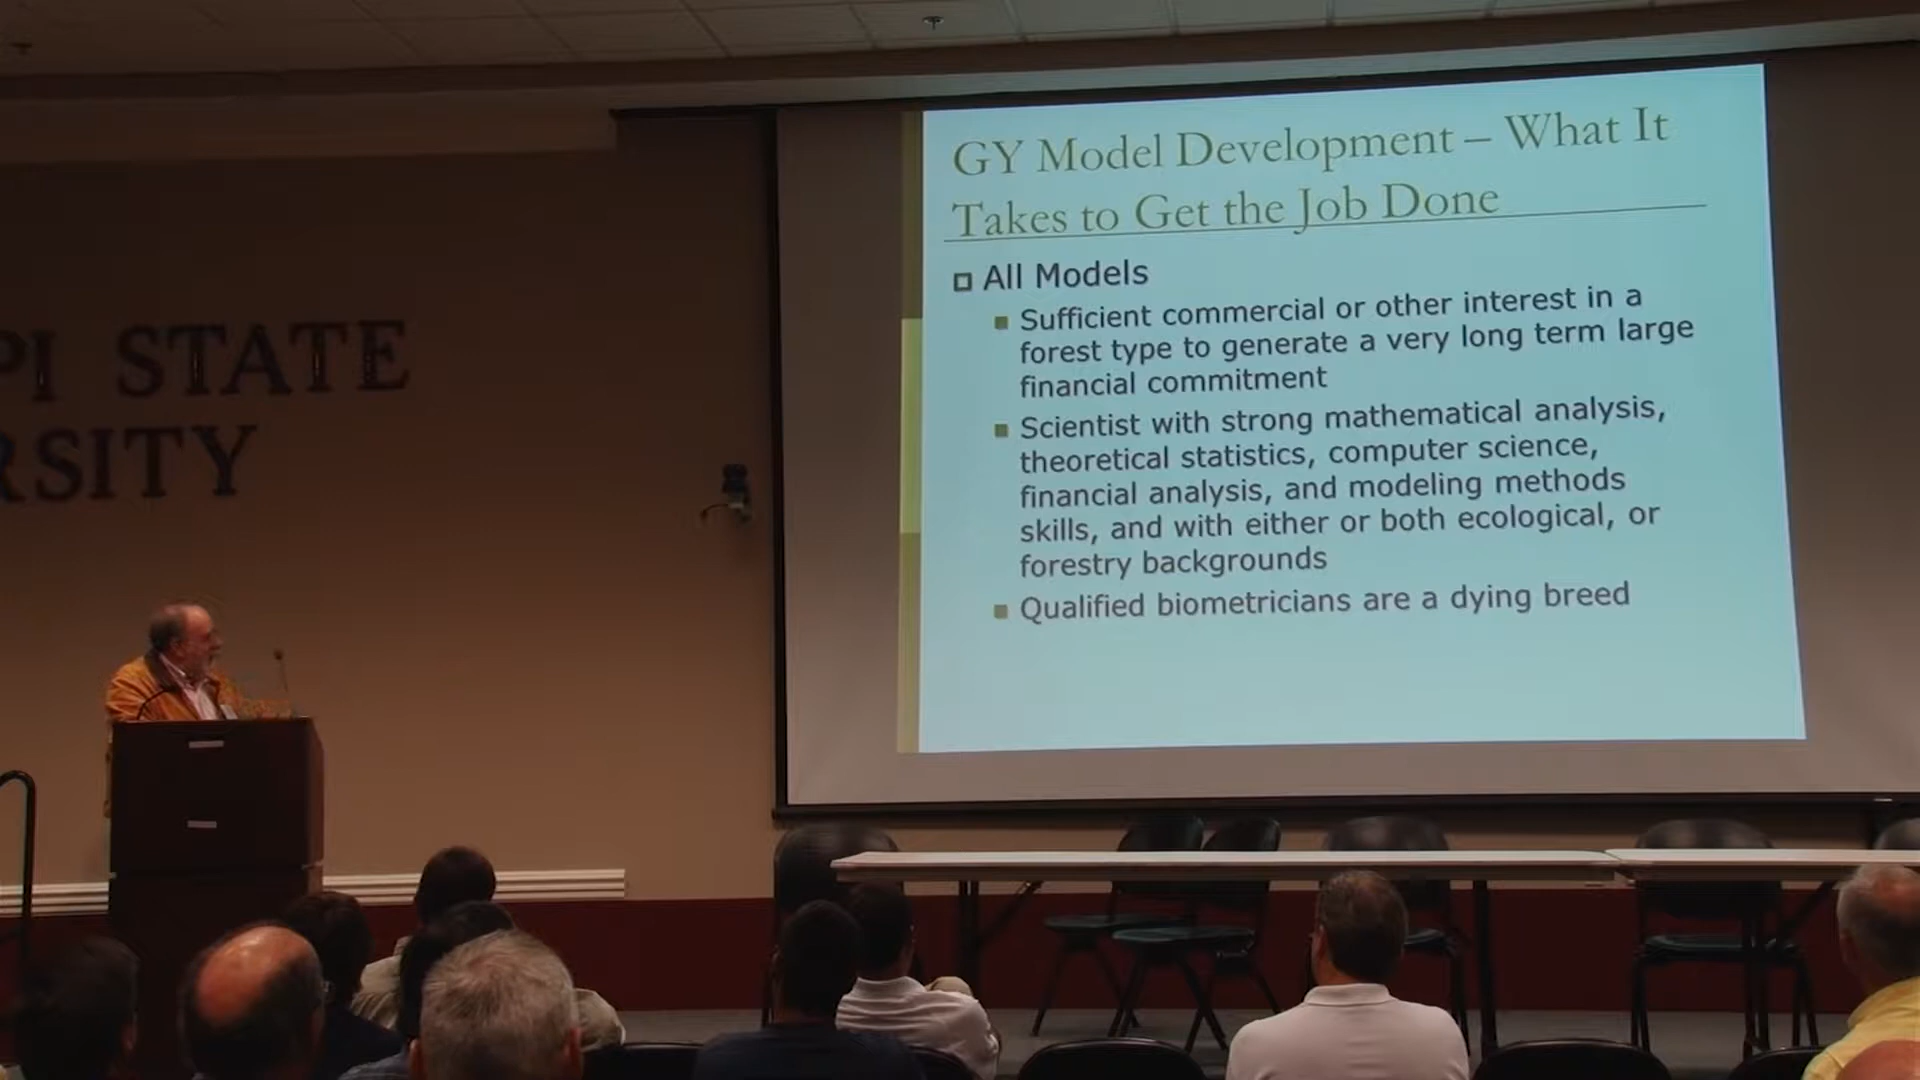 GY Model Development – What It
Takes to Get the Job Done
All Models
Sufficient commercial or other interest in a
forest type to generate a very long term large
financial commitment
Scientist with strong mathematical analysis,
theoretical statistics, computer science,
financial analysis, and modeling methods
skills, and with either or both ecological, or
forestry backgrounds
Qualified biometricians are a dying breed
PI STATE
RSITY